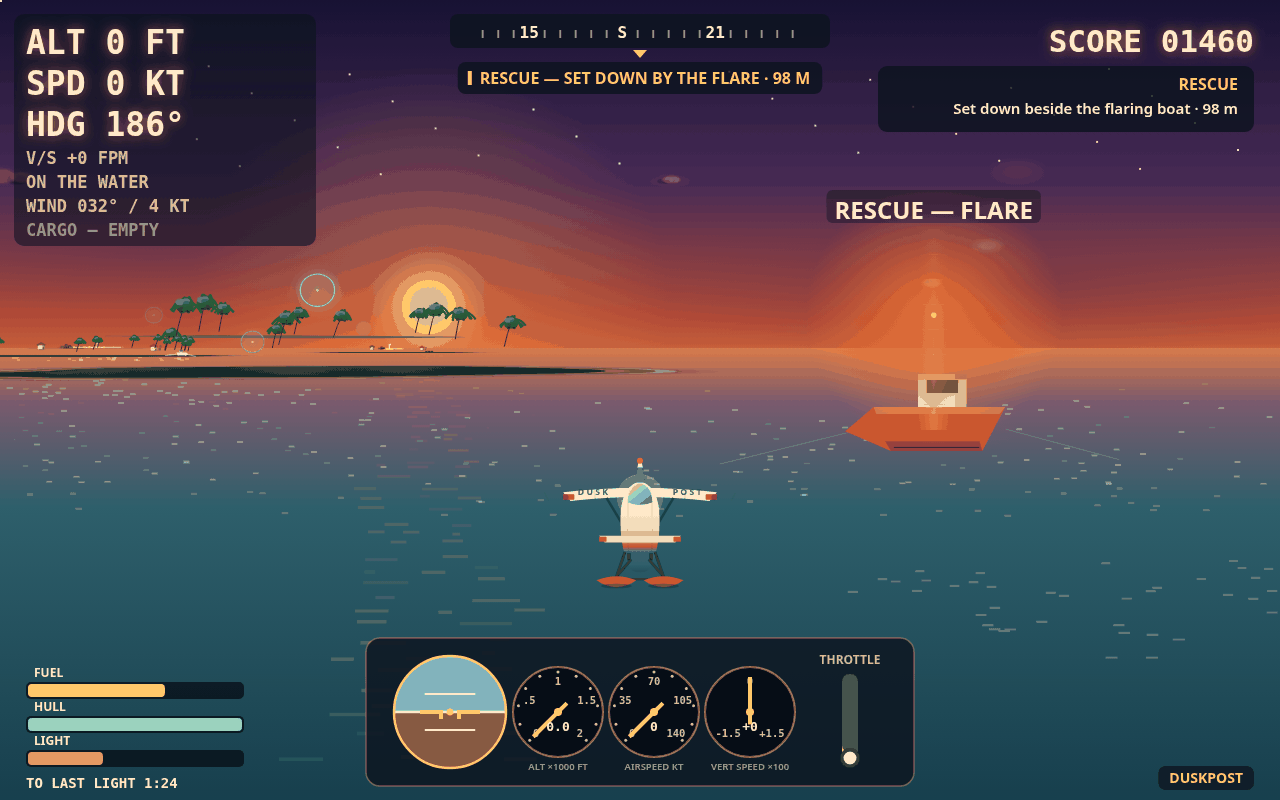 ALT 0 FT
SPD 0 KT
HDG 186°
V/S +0 FPM
ON THE WATER
WIND 032° / 4 KT
CARGO — EMPTY
15 S 21
RESCUE — SET DOWN BY THE FLARE · 98 M
SCORE 01460
RESCUE
Set down beside the flaring boat · 98 m
RESCUE — FLARE
DUSK POST
FUEL
HULL
LIGHT
TO LAST LIGHT 1:24
.5 1 1.5
0 0.0 2
ALT ×1000 FT
35 70 105
0 140
AIRSPEED KT
+0
-1.5 +1.5
VERT SPEED ×100
THROTTLE
DUSKPOST